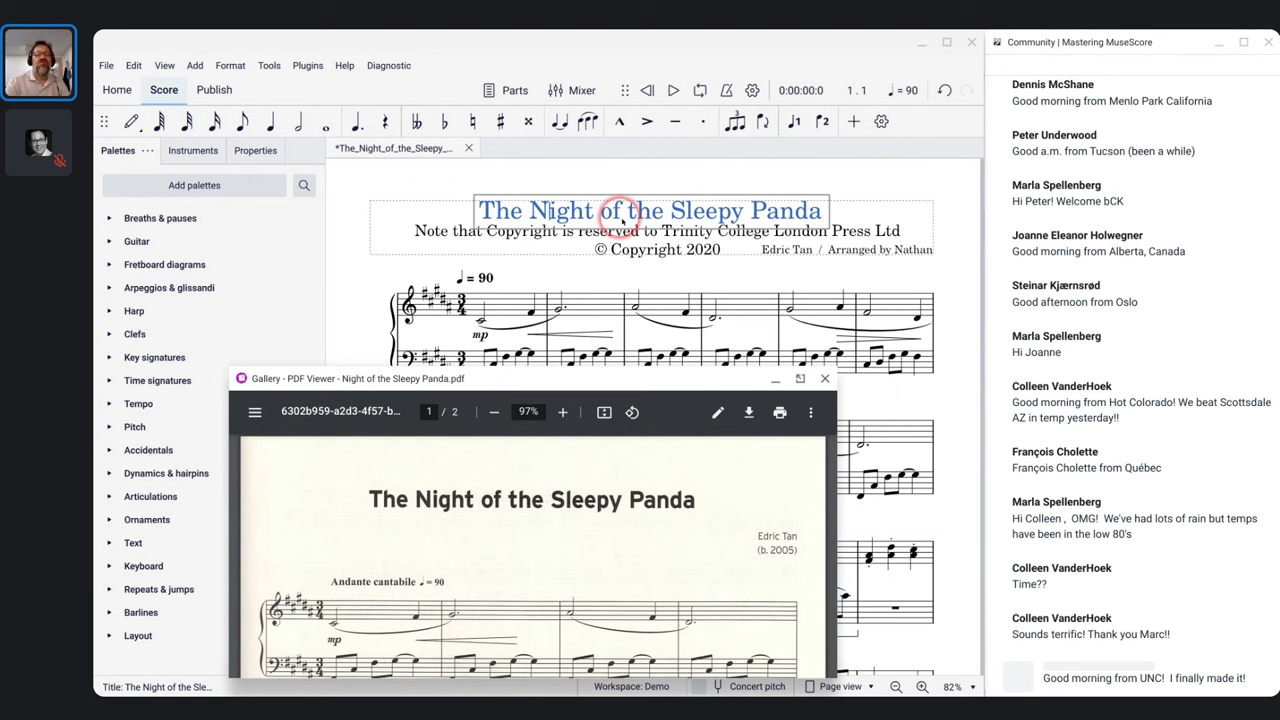 Community | Mastering MuseScore
File Edit View Add Format Tools Plugins Help Diagnostic
Home Score Publish Parts Mixer 0:00:00:0 1 . 1 = 90
Palettes Instruments Properties
*The_Night_of_the_Sleepy_...
Add palettes
Breaths & pauses
Guitar
Fretboard diagrams
Arpeggios & glissandi
Harp
Clefs
Key signatures
Time signatures
Tempo
Pitch
Accidentals
Dynamics & hairpins
Articulations
Ornaments
Text
Keyboard
Repeats & jumps
Barlines
Layout
The Night of the Sleepy Panda
Note that Copyright is reserved to Trinity College London Press Ltd
© Copyright 2020 Edric Tan / Arranged by Nathan
= 90
mp
Gallery - PDF Viewer - Night of the Sleepy Panda.pdf
6302b959-a2d3-4f57-b... 1 / 2 97%
The Night of the Sleepy Panda
Edric Tan
(b. 2005)
Andante cantabile = 90
mp
Title: The Night of the Sle... Workspace: Demo Concert pitch Page view 82%
Dennis McShane
Good morning from Menlo Park California
Peter Underwood
Good a.m. from Tucson (been a while)
Marla Spellenberg
Hi Peter! Welcome bCK
Joanne Eleanor Holwegner
Good morning from Alberta, Canada
Steinar Kjærnsrød
Good afternoon from Oslo
Marla Spellenberg
Hi Joanne
Colleen VanderHoek
Good morning from Hot Colorado! We beat Scottsdale
AZ in temp yesterday!!
François Cholette
François Cholette from Québec
Marla Spellenberg
Hi Colleen , OMG! We've had lots of rain but temps
have been in the low 80's
Colleen VanderHoek
Time??
Colleen VanderHoek
Sounds terrific! Thank you Marc!!
Good morning from UNC! I finally made it!